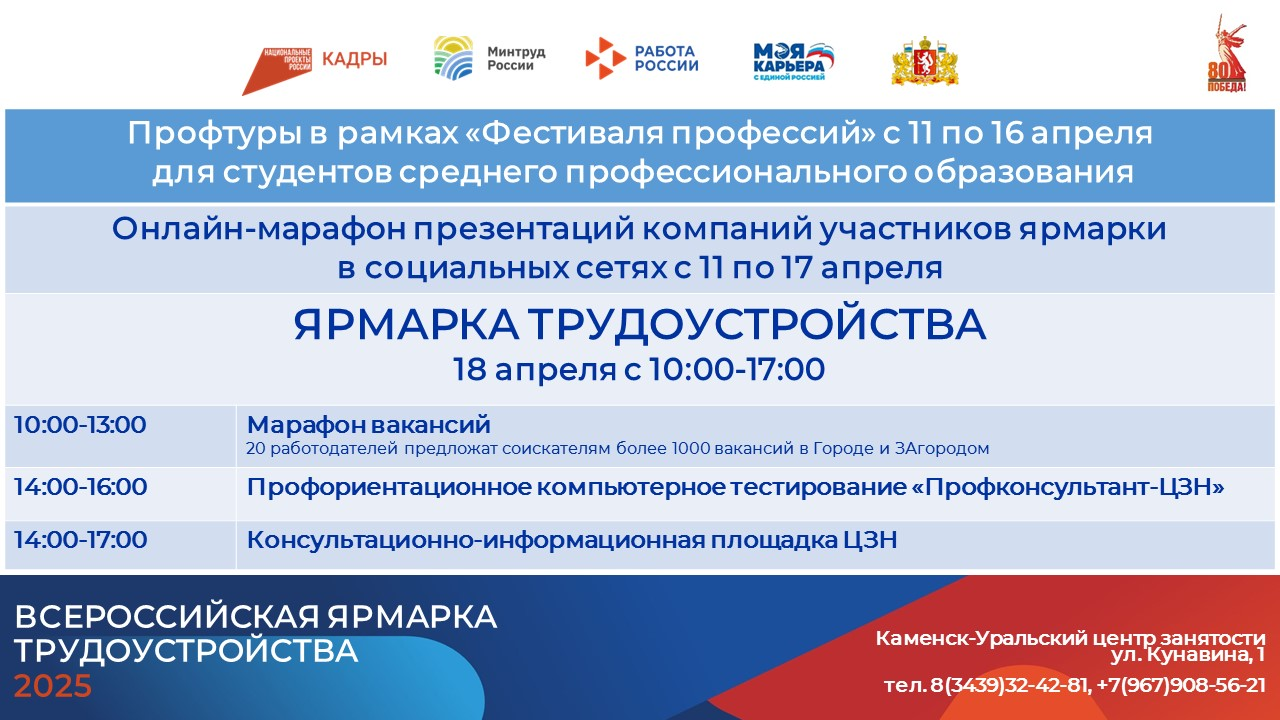 НАЦИОНАЛЬНЫЕ
ПРОЕКТЫ
РОССИИ
КАДРЫ
Минтруд
России
РАБОТА
РОССИИ
МОЯ
КАРЬЕРА
С ЕДИНОЙ РОССИЕЙ
80
ПОБЕДА!
Профтуры в рамках «Фестиваля профессий» с 11 по 16 апреля
для студентов среднего профессионального образования
Онлайн-марафон презентаций компаний участников ярмарки
в социальных сетях с 11 по 17 апреля
ЯРМАРКА ТРУДОУСТРОЙСТВА
18 апреля с 10:00-17:00
10:00-13:00
Марафон вакансий
20 работодателей предложат соискателям более 1000 вакансий в Городе и ЗАгородом
14:00-16:00
Профориентационное компьютерное тестирование «Профконсультант-ЦЗН»
14:00-17:00
Консультационно-информационная площадка ЦЗН
ВСЕРОССИЙСКАЯ ЯРМАРКА
ТРУДОУСТРОЙСТВА
2025
Каменск-Уральский центр занятости
ул. Кунавина, 1
тел. 8(3439)32-42-81, +7(967)908-56-21